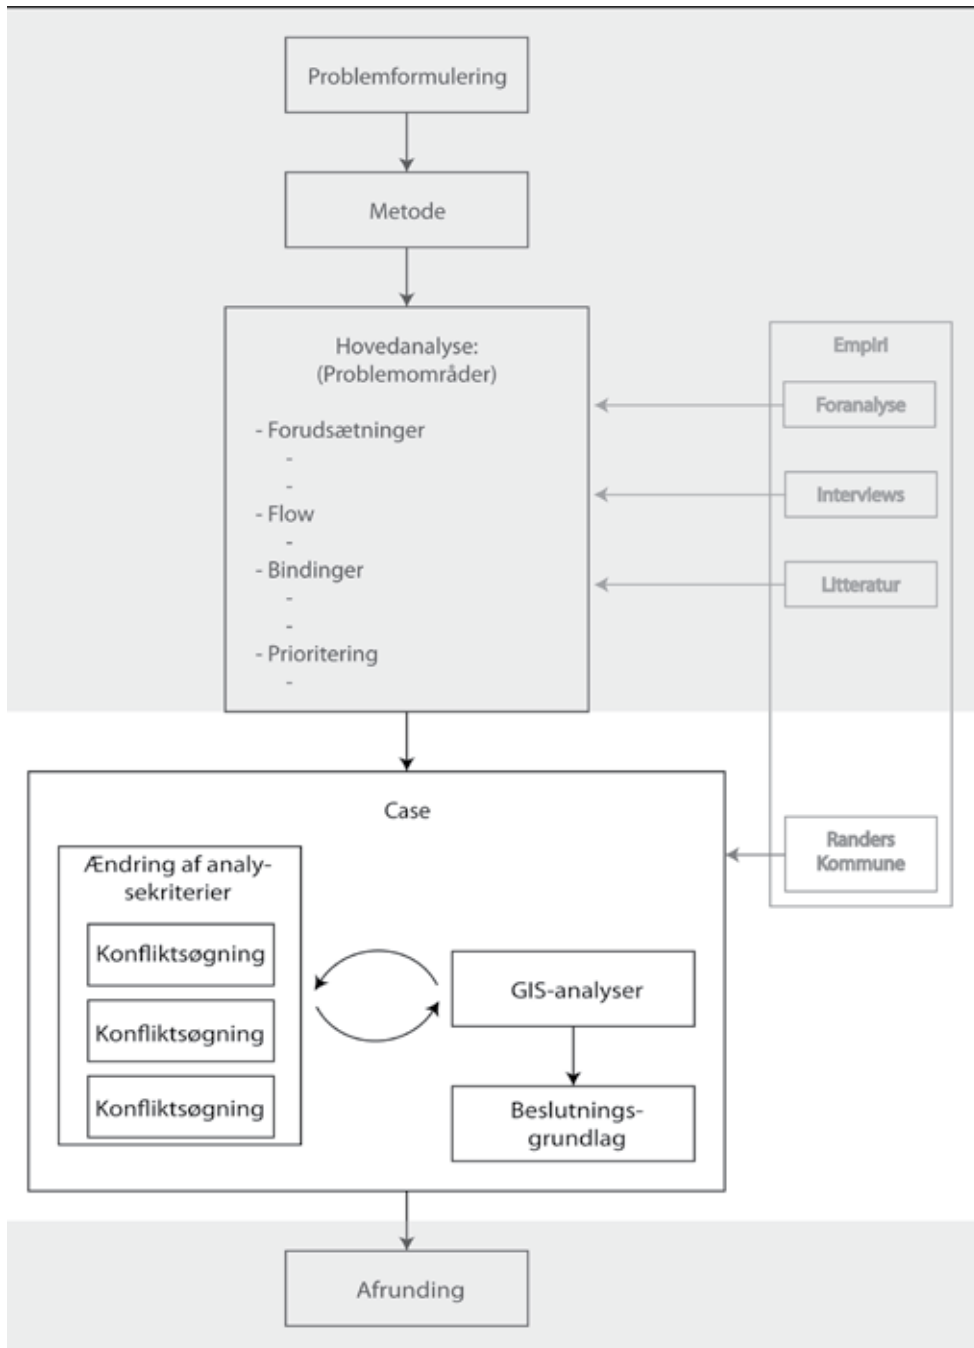 Problemformulering
Metode
Hovedanalyse:
(Problemområder)
- Forudsætninger
-
-
- Flow
-
- Bindinger
-
-
- Prioritering
-
Empiri
Foranalyse
Interviews
Litteratur
Randers
Kommune
Case
Ændring af analy-
sekriterier
Konfliktsøgning
Konfliktsøgning
Konfliktsøgning
GIS-analyser
Beslutnings-
grundlag
Afrunding